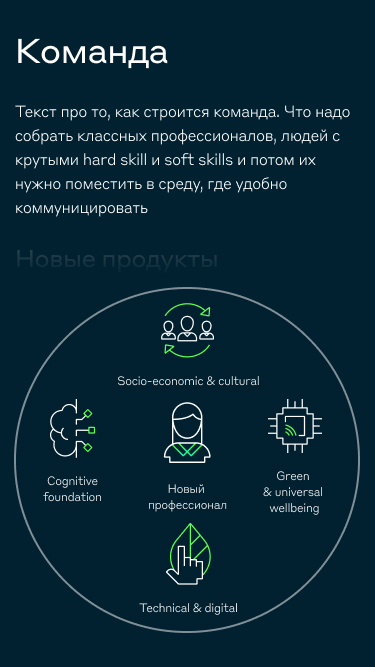 Команда
Текст про то, как строится команда. Что надо
собрать классных профессионалов, людей с
крутыми hard skill и soft skills и потом их
нужно поместить в среду, где удобно
коммуницировать
Новые продукты
Socio-economic & cultural
Cognitive
foundation
Новый
профессионал
Green
& universal
wellbeing
Technical & digital